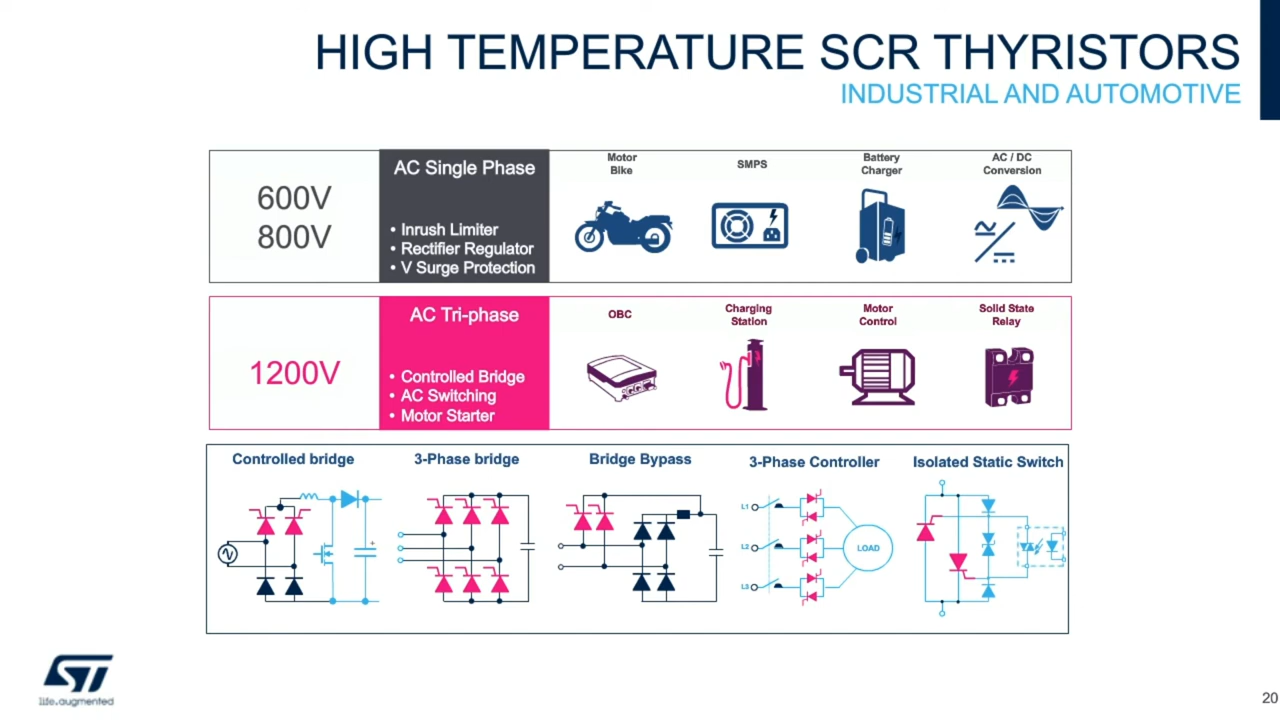 HIGH TEMPERATURE SCR THYRISTORS
INDUSTRIAL AND AUTOMOTIVE
600V
800V
AC Single Phase
• Inrush Limiter
• Rectifier Regulator
• V Surge Protection
Motor
Bike
SMPS
Battery
Charger
AC / DC
Conversion
1200V
AC Tri-phase
• Controlled Bridge
• AC Switching
• Motor Starter
OBC
Charging
Station
Motor
Control
Solid State
Relay
Controlled bridge
3-Phase bridge
Bridge Bypass
3-Phase Controller
Isolated Static Switch
+
L1
L2
L3
LOAD
ST
life.augmented
20